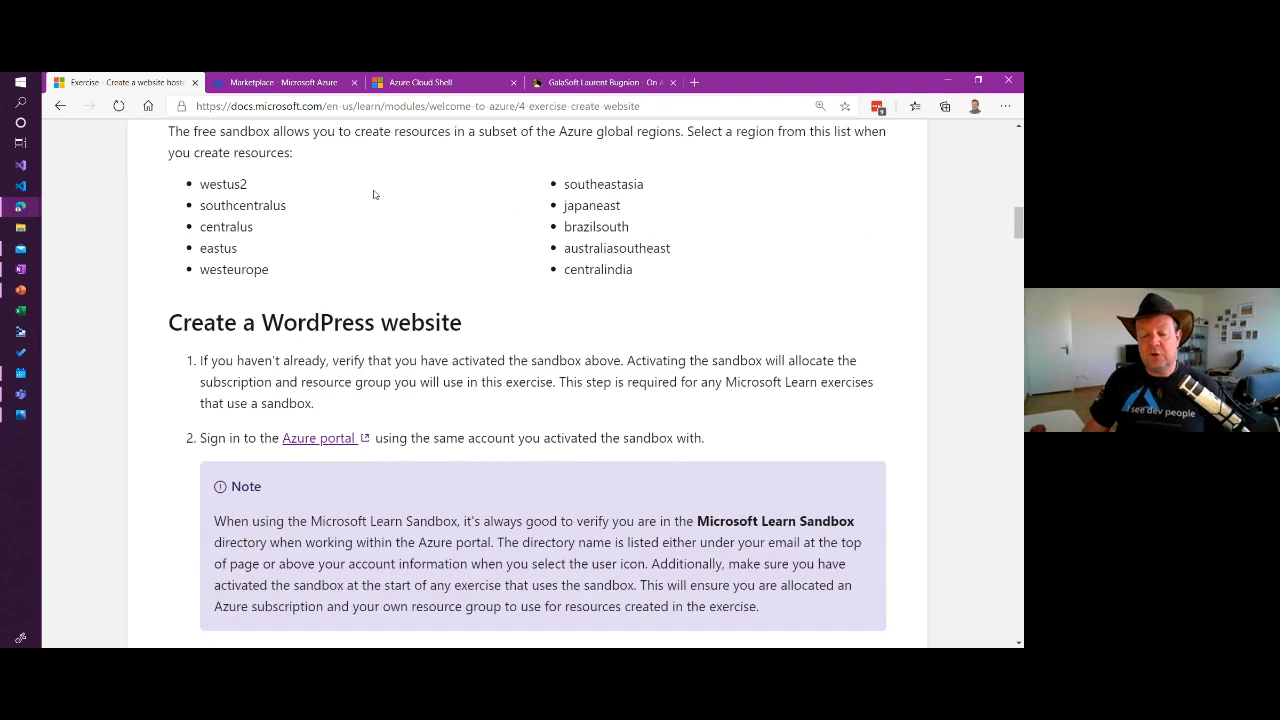 Exercise - Create a website hoste
Marketplace - Microsoft Azure
Azure Cloud Shell
GalaSoft Laurent Bugnion - On A
https://docs.microsoft.com/en-us/learn/modules/welcome-to-azure/4-exercise-create-website
The free sandbox allows you to create resources in a subset of the Azure global regions. Select a region from this list when
you create resources:
westus2
southcentralus
centralus
eastus
westeurope
southeastasia
japaneast
brazilsouth
australiasoutheast
centralindia
Create a WordPress website
1. If you haven't already, verify that you have activated the sandbox above. Activating the sandbox will allocate the
subscription and resource group you will use in this exercise. This step is required for any Microsoft Learn exercises
that use a sandbox.
2. Sign in to the Azure portal using the same account you activated the sandbox with.
Note
When using the Microsoft Learn Sandbox, it's always good to verify you are in the Microsoft Learn Sandbox
directory when working within the Azure portal. The directory name is listed either under your email at the top
of page or above your account information when you select the user icon. Additionally, make sure you have
activated the sandbox at the start of any exercise that uses the sandbox. This will ensure you are allocated an
Azure subscription and your own resource group to use for resources created in the exercise.
see dev people